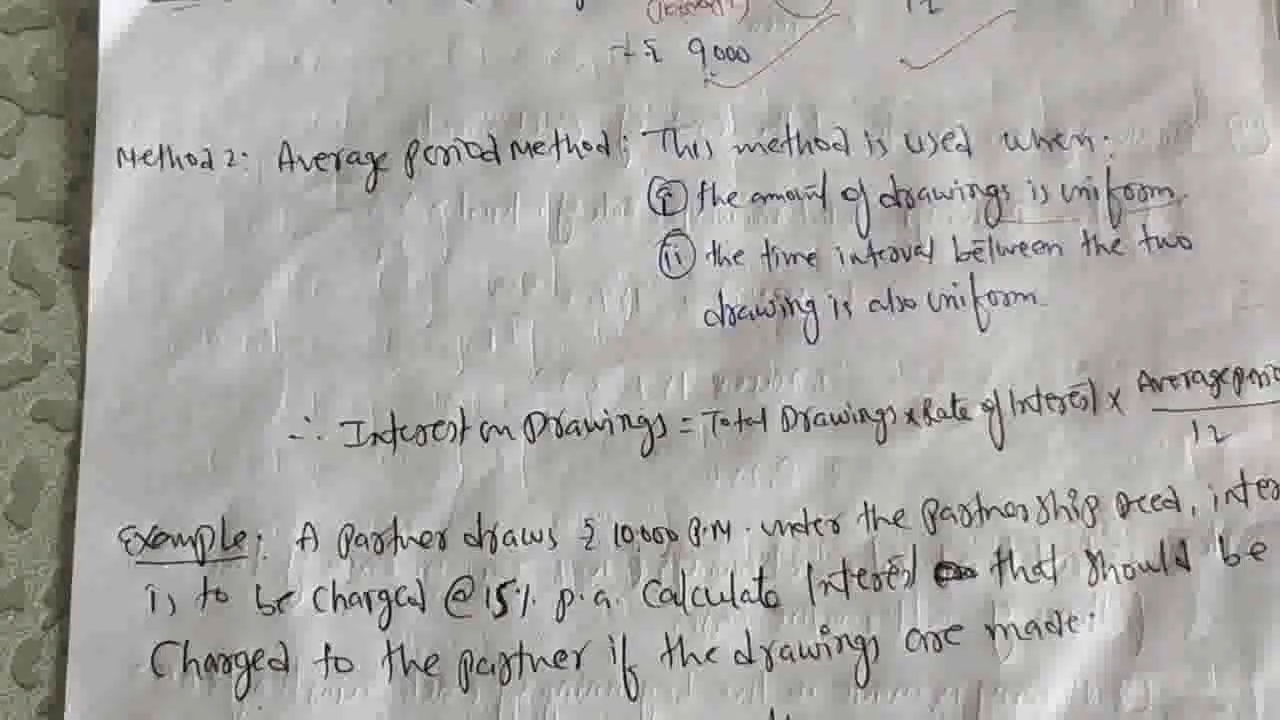 12
₹ 9000
Method 2: Average period Method: This method is used when:
(i) the amount of drawings is uniform.
(ii) the time interval between the two
drawing is also uniform.
∴ Interest on Drawings = Total Drawings x Rate of Interest x Average
12
Example: A partner draws ₹ 10,000 P.M. under the partnership Deed,
is to be charged @ 15% p.a. Calculate Interest that should be
Charged to the partner if the drawings are made: